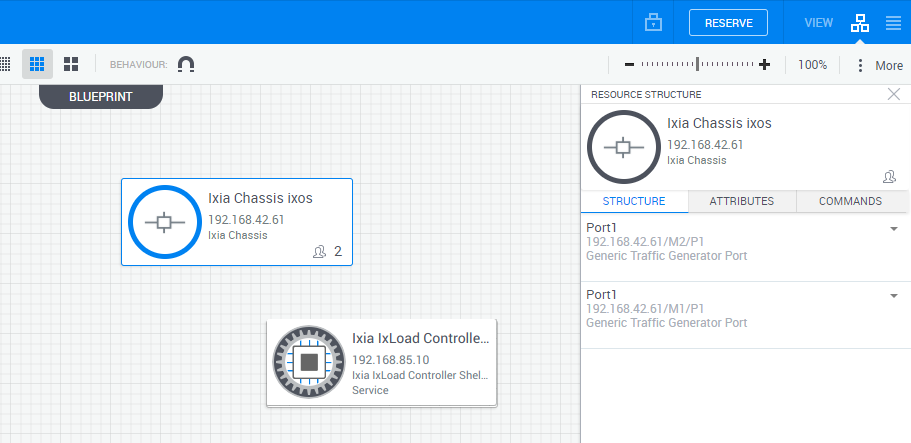 RESERVE
VIEW
BEHAVIOUR:
100%
More
BLUEPRINT
Ixia Chassis ixos
192.168.42.61
Ixia Chassis
2
Ixia IxLoad Controlle...
192.168.85.10
Ixia IxLoad Controller Shel...
Service
RESOURCE STRUCTURE
Ixia Chassis ixos
192.168.42.61
Ixia Chassis
STRUCTURE
ATTRIBUTES
COMMANDS
Port1
192.168.42.61/M2/P1
Generic Traffic Generator Port
Port1
192.168.42.61/M1/P1
Generic Traffic Generator Port